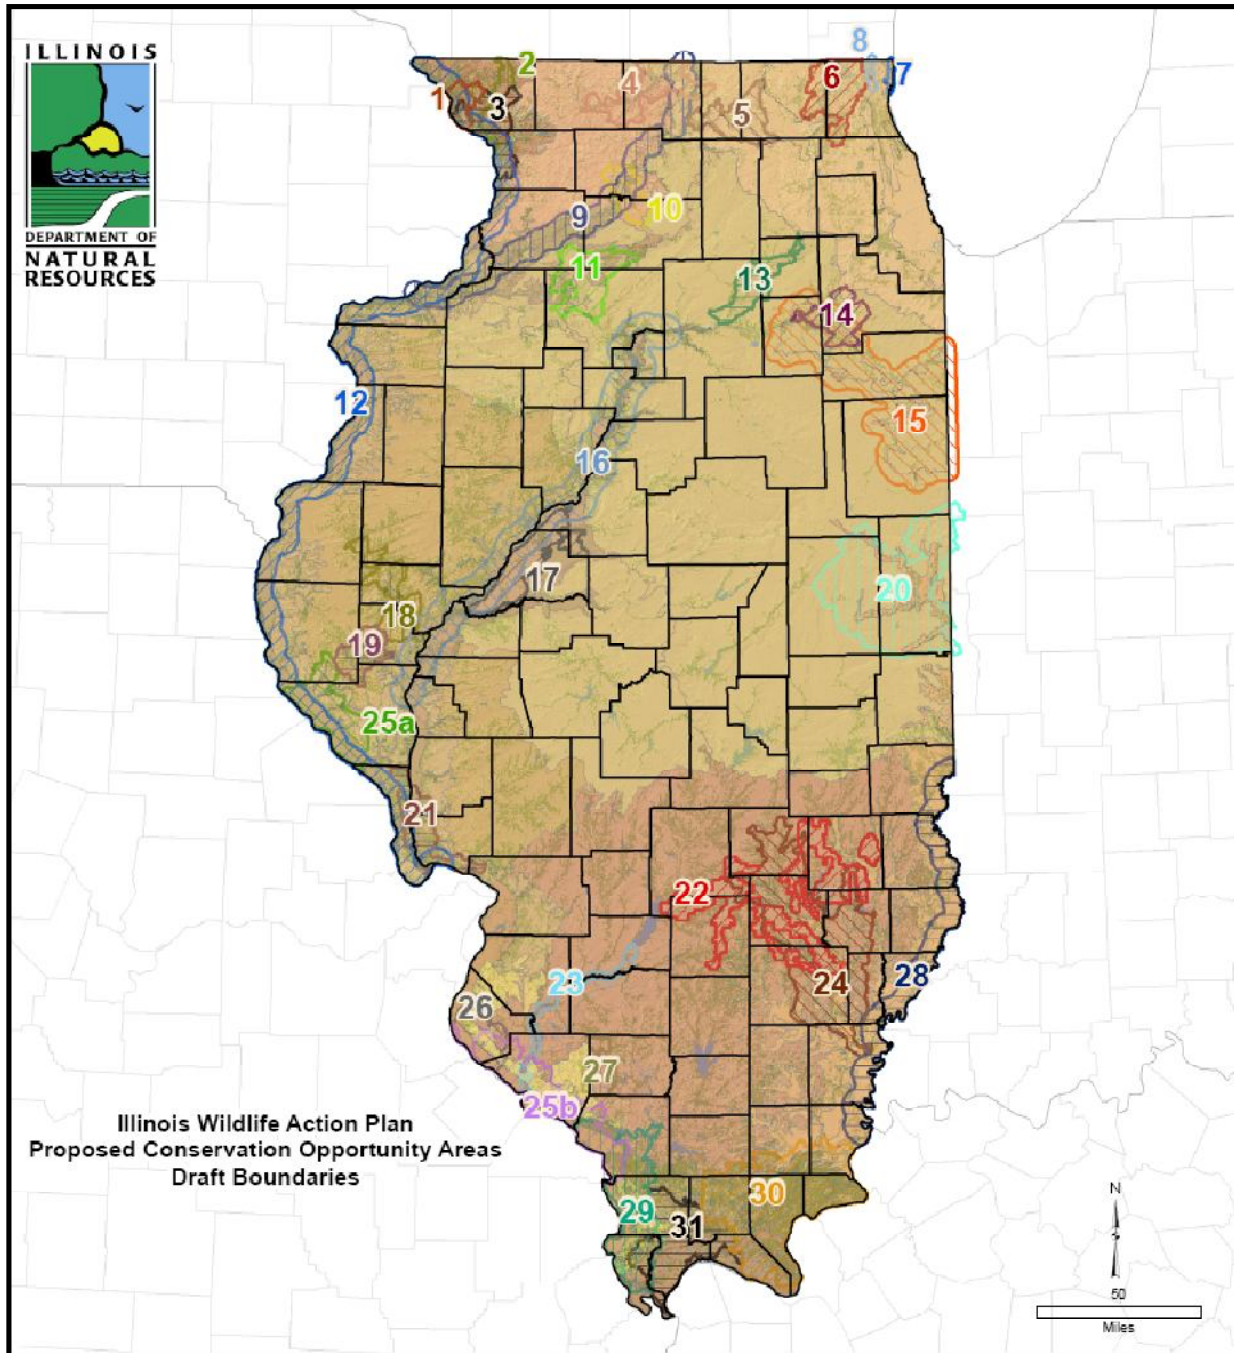 ILLINOIS
DEPARTMENT OF
NATURAL
RESOURCES
8
2
1
3
4
5
6
7
9
10
11
13
14
12
15
16
17
18
20
19
25a
21
22
23
24
28
26
27
25b
Illinois Wildlife Action Plan
Proposed Conservation Opportunity Areas
Draft Boundaries
30
29
31
N
50
Miles